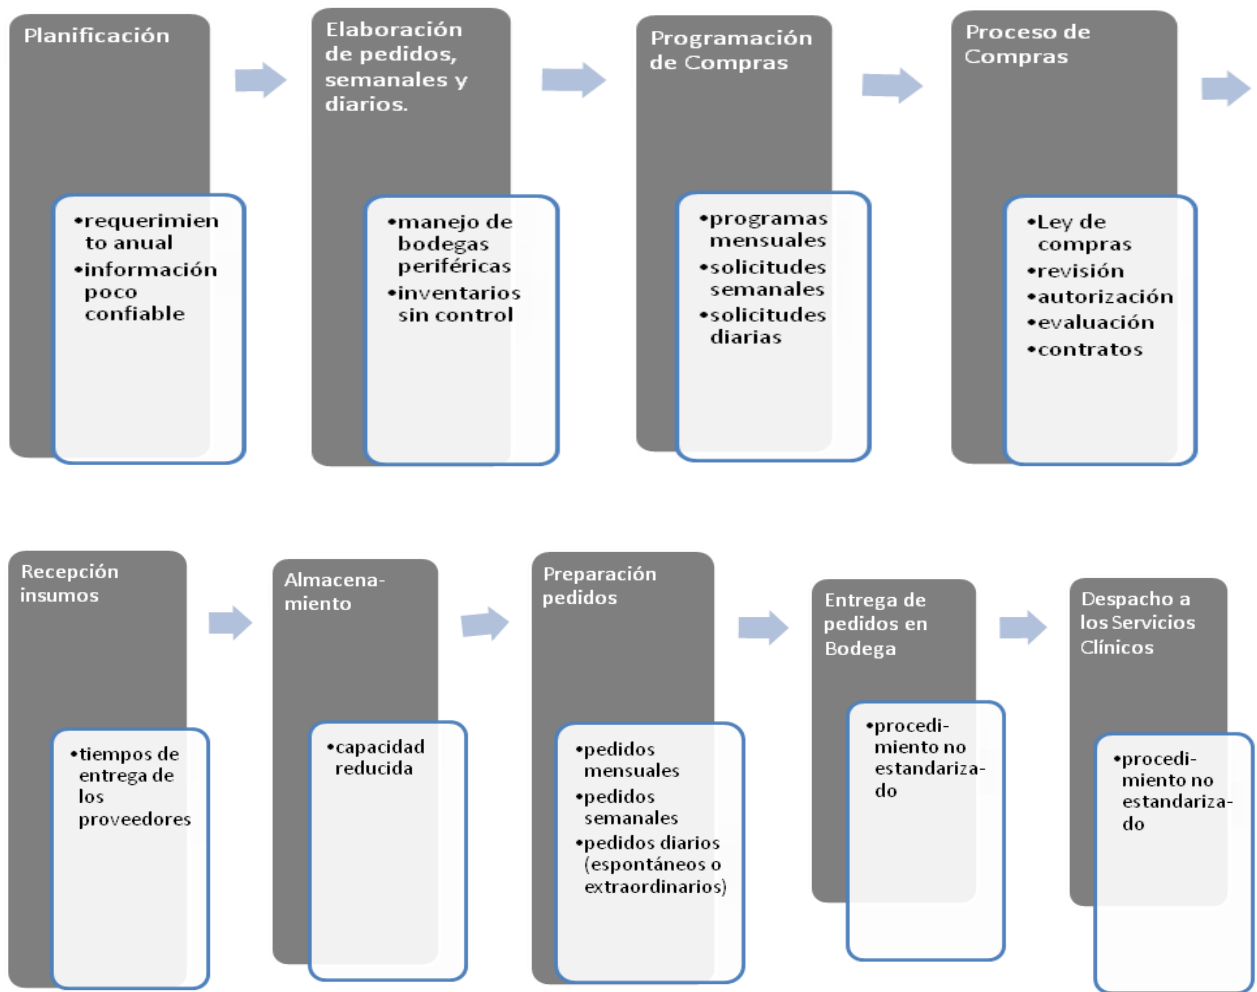 Planificación
•requerimien
to anual
•información
poco
confiable
Elaboración
de pedidos,
semanales y
diarios.
•manejo de
bodegas
periféricas
•inventarios
sin control
Programación
de Compras
•programas
mensuales
•solicitudes
semanales
•solicitudes
diarias
Proceso de
Compras
•Ley de
compras
•revisión
•autorización
•evaluación
•contratos
Recepción
insumos
•tiempos de
entrega de
los
proveedores
Almacena-
miento
•capacidad
reducida
Preparación
pedidos
•pedidos
mensuales
•pedidos
semanales
•pedidos diarios
(espontáneos o
extraordinarios)
Entrega de
pedidos en
Bodega
•procedi-
miento no
estandariza-
do
Despacho a
los Servicios
Clínicos
•procedi-
miento no
estandariza-
do